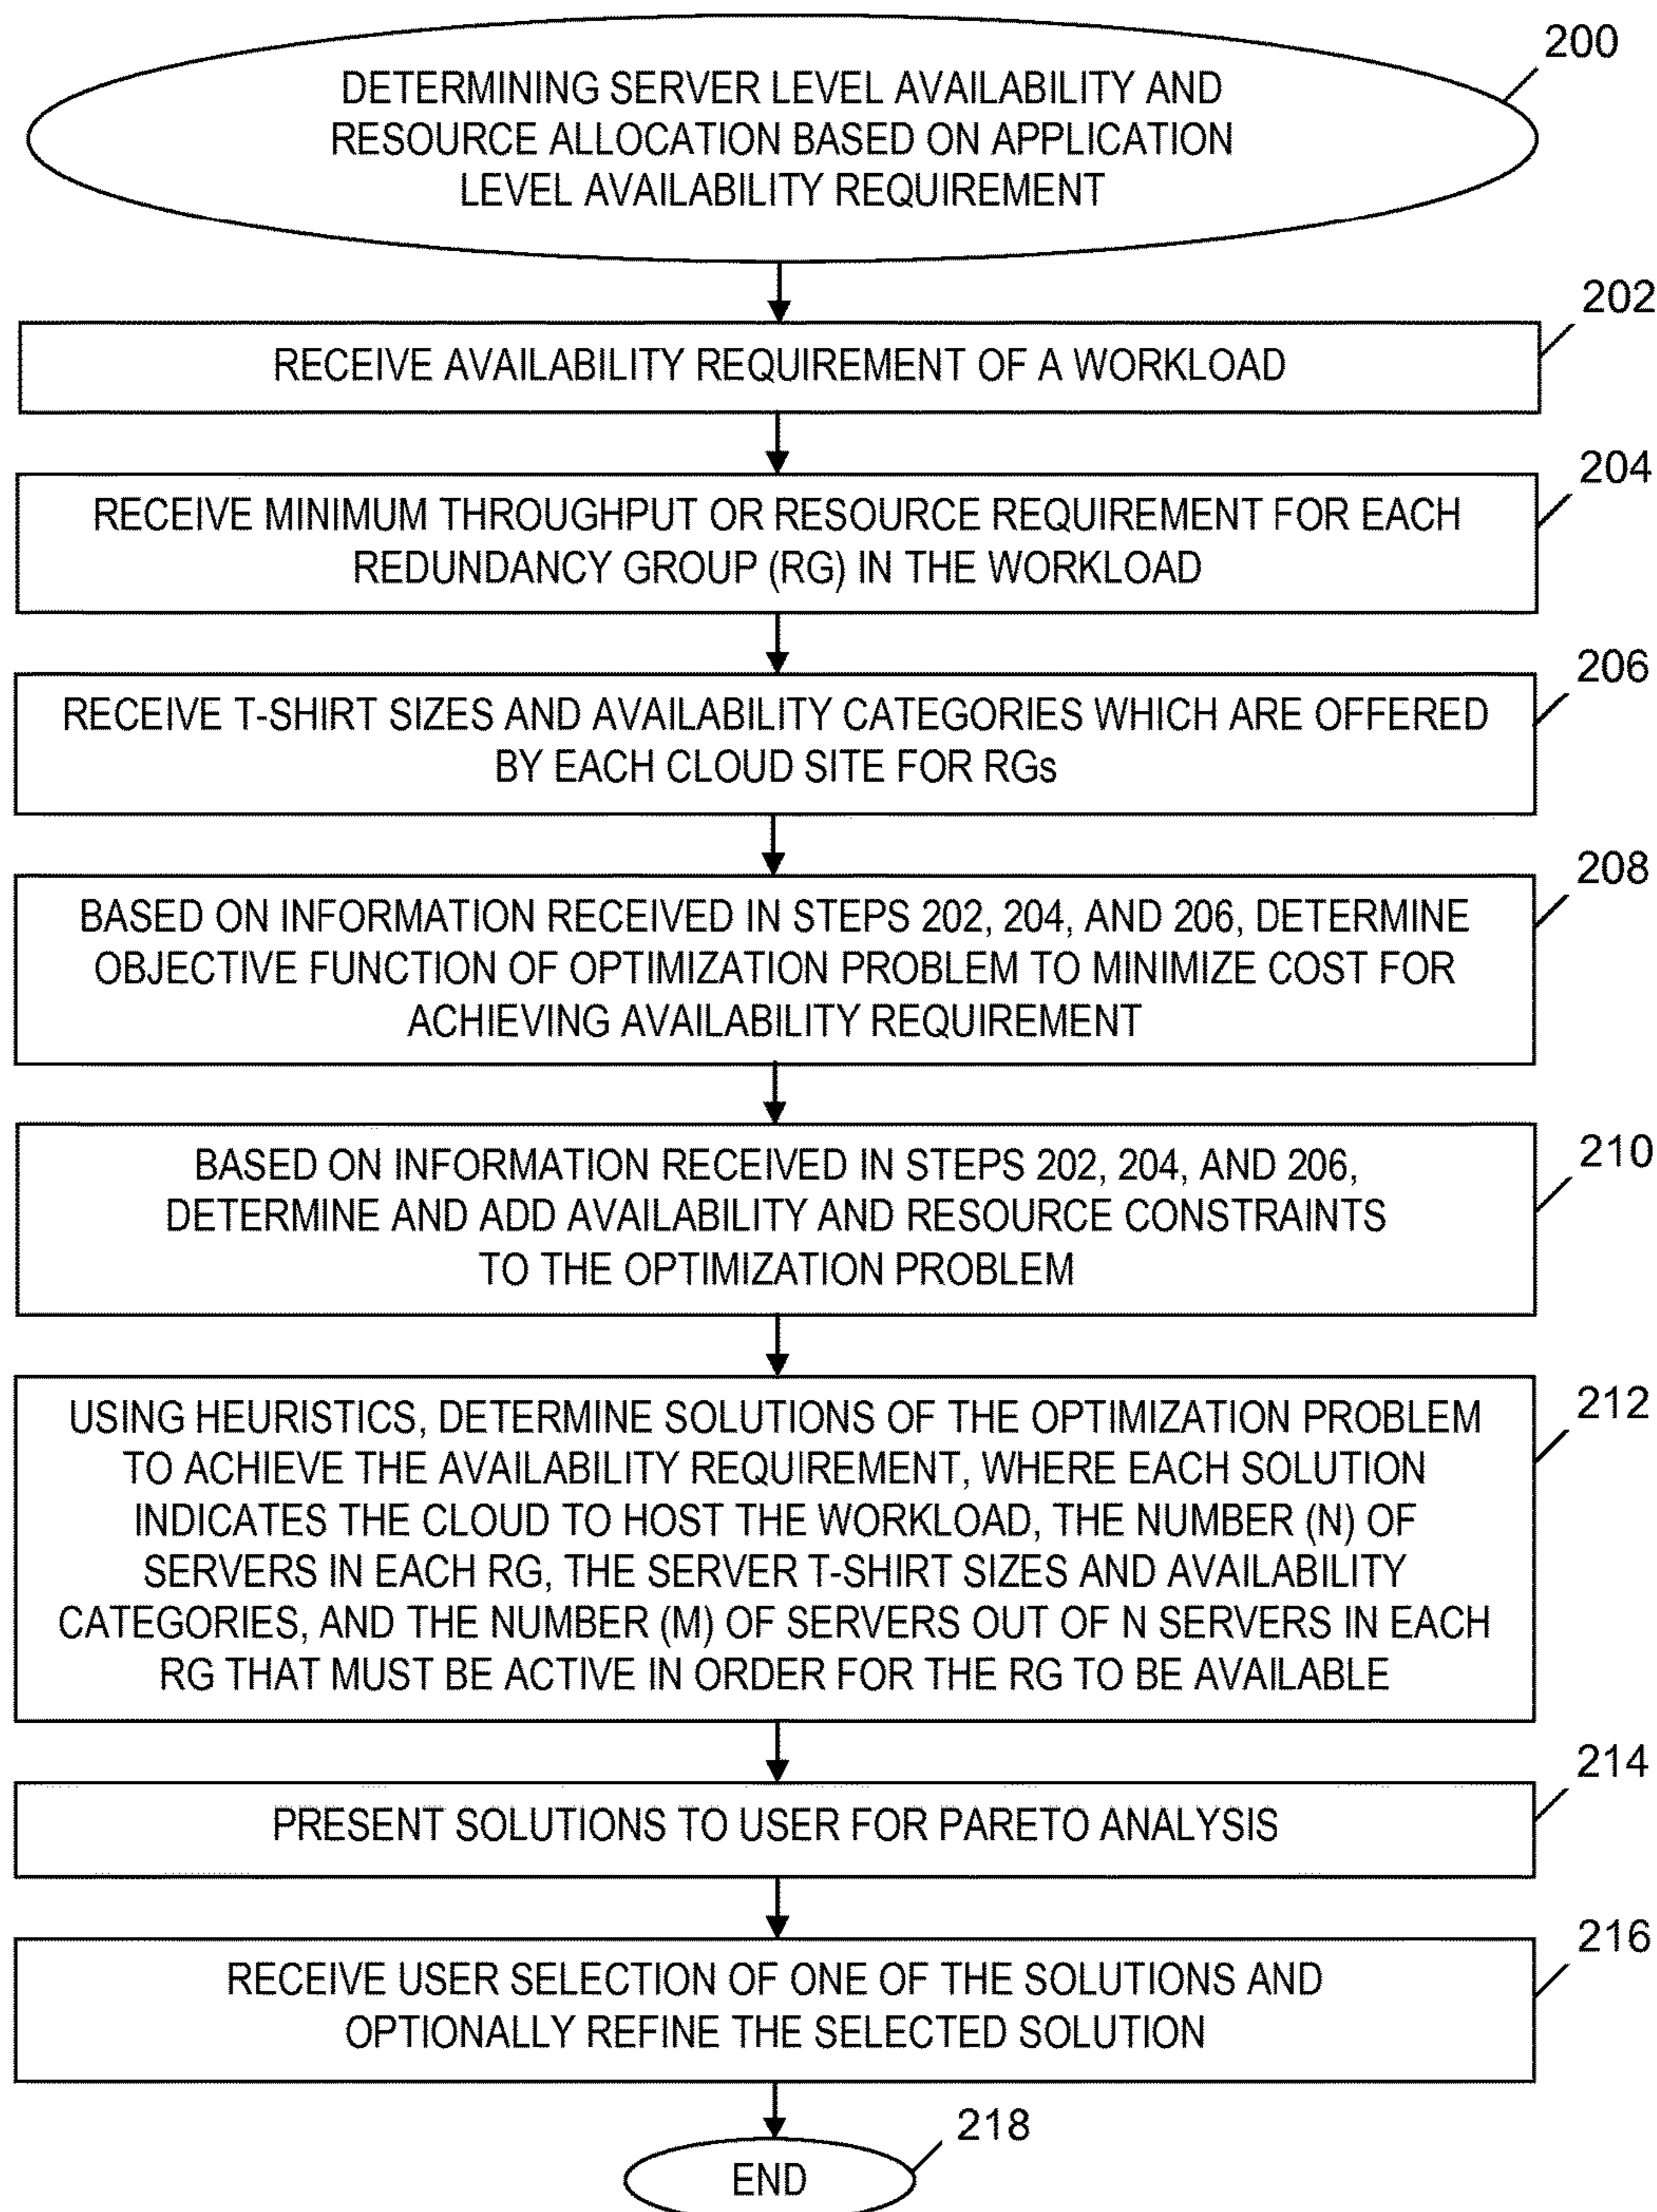 200
DETERMINING SERVER LEVEL AVAILABILITY AND
RESOURCE ALLOCATION BASED ON APPLICATION
LEVEL AVAILABILITY REQUIREMENT
202
RECEIVE AVAILABILITY REQUIREMENT OF A WORKLOAD
204
RECEIVE MINIMUM THROUGHPUT OR RESOURCE REQUIREMENT FOR EACH
REDUNDANCY GROUP (RG) IN THE WORKLOAD
206
RECEIVE T-SHIRT SIZES AND AVAILABILITY CATEGORIES WHICH ARE OFFERED
BY EACH CLOUD SITE FOR RGs
208
BASED ON INFORMATION RECEIVED IN STEPS 202, 204, AND 206, DETERMINE
OBJECTIVE FUNCTION OF OPTIMIZATION PROBLEM TO MINIMIZE COST FOR
ACHIEVING AVAILABILITY REQUIREMENT
210
BASED ON INFORMATION RECEIVED IN STEPS 202, 204, AND 206,
DETERMINE AND ADD AVAILABILITY AND RESOURCE CONSTRAINTS
TO THE OPTIMIZATION PROBLEM
212
USING HEURISTICS, DETERMINE SOLUTIONS OF THE OPTIMIZATION PROBLEM
TO ACHIEVE THE AVAILABILITY REQUIREMENT, WHERE EACH SOLUTION
INDICATES THE CLOUD TO HOST THE WORKLOAD, THE NUMBER (N) OF
SERVERS IN EACH RG, THE SERVER T-SHIRT SIZES AND AVAILABILITY
CATEGORIES, AND THE NUMBER (M) OF SERVERS OUT OF N SERVERS IN EACH
RG THAT MUST BE ACTIVE IN ORDER FOR THE RG TO BE AVAILABLE
214
PRESENT SOLUTIONS TO USER FOR PARETO ANALYSIS
216
RECEIVE USER SELECTION OF ONE OF THE SOLUTIONS AND
OPTIONALLY REFINE THE SELECTED SOLUTION
218
END